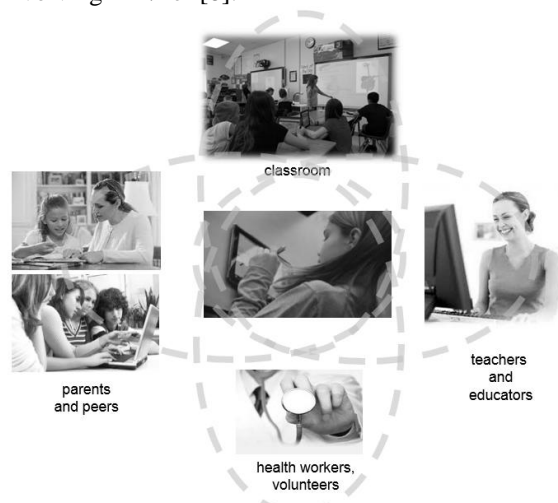 classroom
parents
and peers
teachers
and
educators
health workers,
volunteers